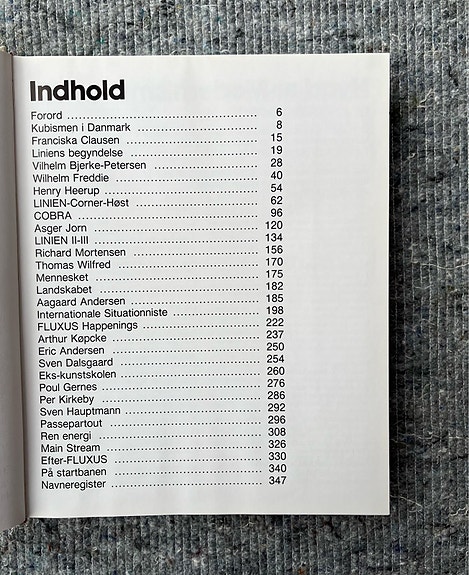 Indhold
Forord ........ 6
Kubismen i Danmark ........ 8
Franciska Clausen ........ 15
Liniens begyndelse ........ 19
Vilhelm Bjerke-Petersen ........ 28
Wilhelm Freddie ........ 40
Henry Heerup ........ 54
LINIEN-Corner-Høst ........ 62
COBRA ........ 96
Asger Jorn ........ 120
LINIEN II-III ........ 134
Richard Mortensen ........ 156
Thomas Wilfred ........ 170
Mennesket ........ 175
Landskabet ........ 182
Aagaard Andersen ........ 185
Internationale Situationniste ........ 198
FLUXUS Happenings ........ 222
Arthur Køpcke ........ 237
Eric Andersen ........ 250
Sven Dalsgaard ........ 254
Eks-kunstskolen ........ 260
Poul Gernes ........ 276
Per Kirkeby ........ 286
Sven Hauptmann ........ 292
Passepartout ........ 296
Ren energi ........ 308
Main Stream ........ 326
Efter-FLUXUS ........ 330
På startbanen ........ 340
Navneregister ........ 347